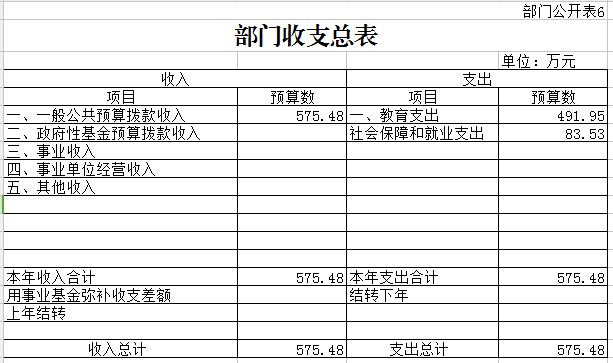 部门公开表6
部门收支总表
单位：万元
收入 支出
项目 预算数 项目 预算数
一、一般公共预算拨款收入 575.48 一、教育支出 491.95
二、政府性基金预算拨款收入 社会保障和就业支出 83.53
三、事业收入
四、事业单位经营收入
五、其他收入
本年收入合计 575.48 本年支出合计 575.48
用事业基金弥补收支差额 结转下年
上年结转
收入总计 575.48 支出总计 575.48